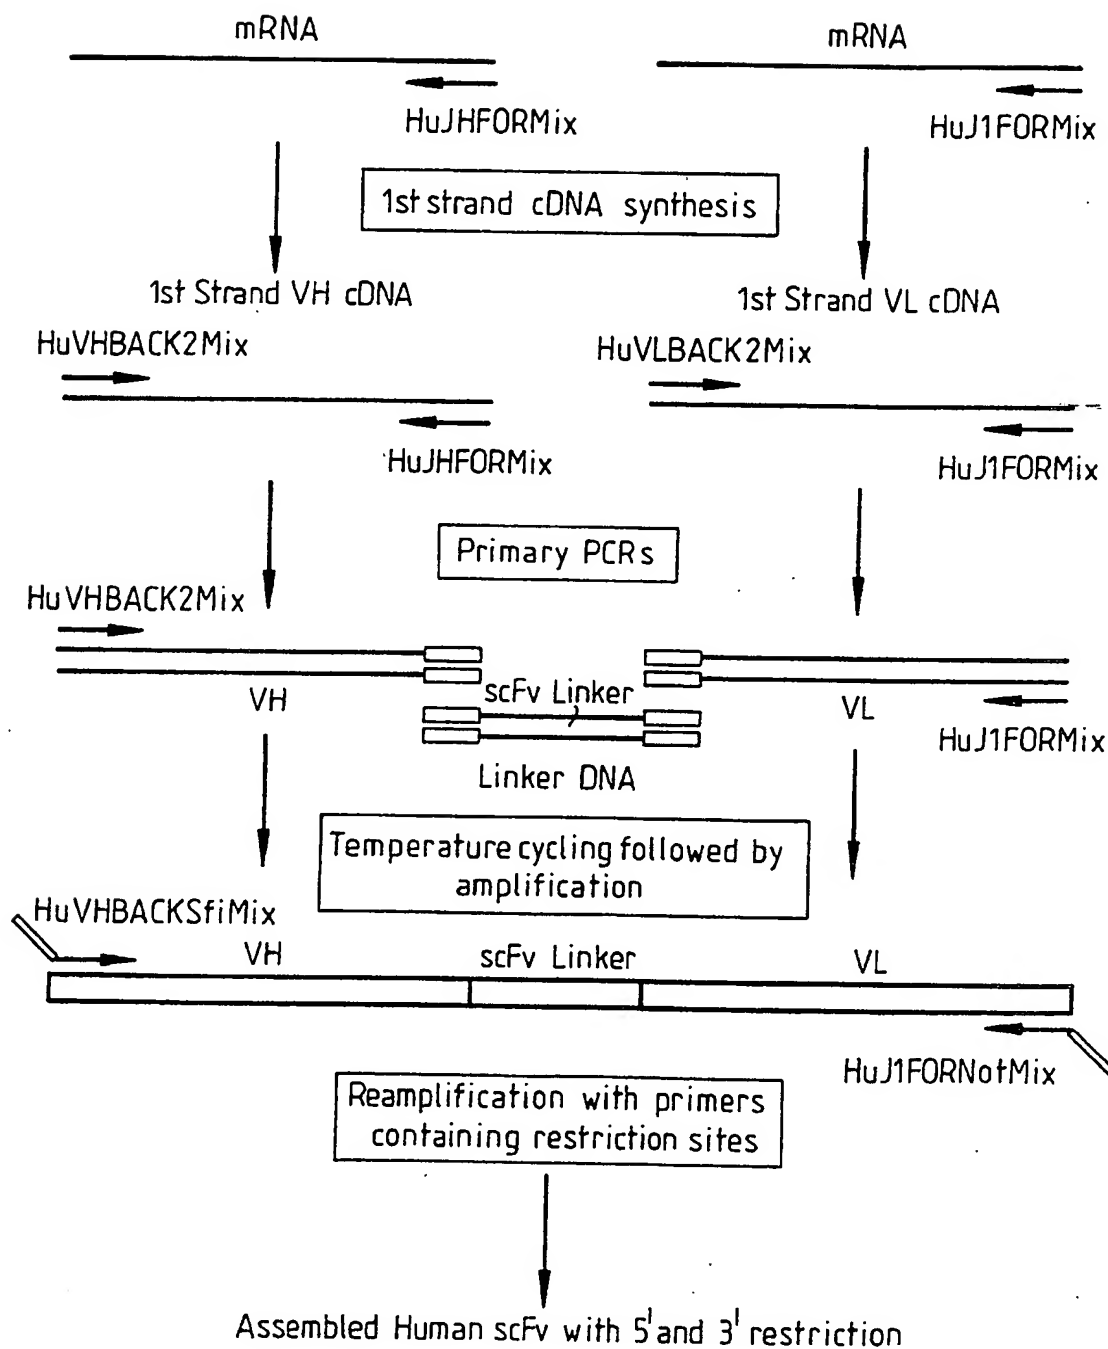 mRNA
mRNA
HuJHFORMix
HuJ1FORMix
1st strand cDNA synthesis
1st Strand VH cDNA
1st Strand VL cDNA
HuVHBACK2Mix
HuVLBACK2Mix
HuJHFORMix
HuJ1FORMix
Primary PCRs
HuVHBACK2Mix
VH
scFv Linker
VL
HuJ1FORMix
Linker DNA
Temperature cycling followed by
amplification
HuVHBACKSfiMix
VH
scFv Linker
VL
HuJ1FORNotMix
Reamplification with primers
containing restriction sites
Assembled Human scFv with 5' and 3' restriction